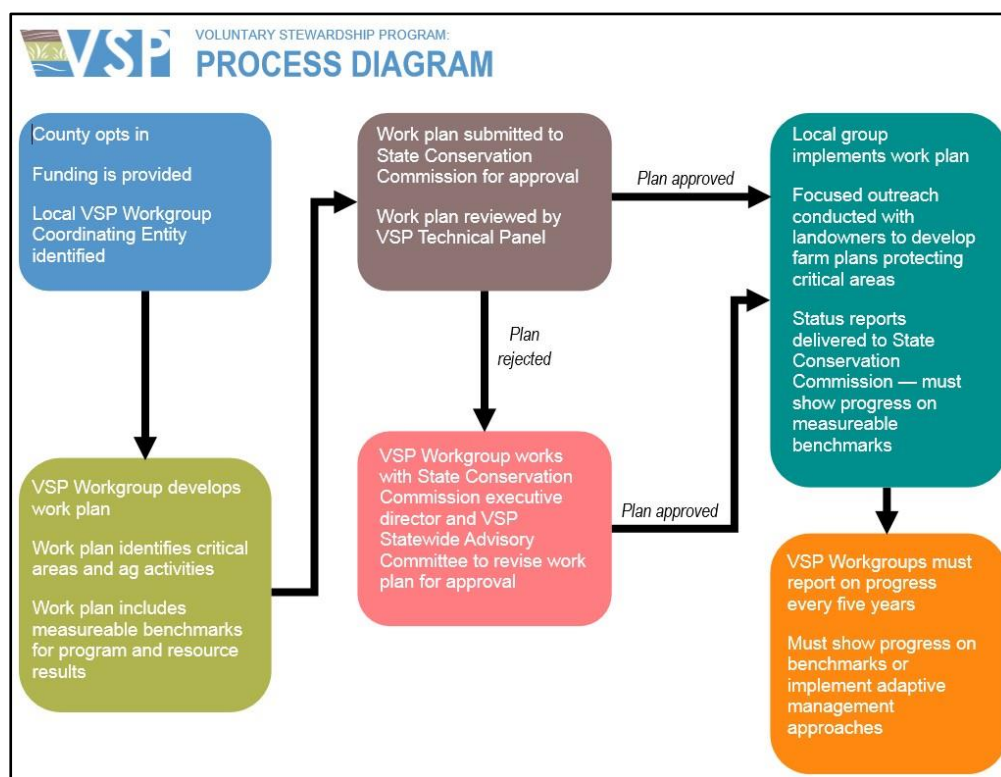 VSP
VOLUNTARY STEWARDSHIP PROGRAM:
PROCESS DIAGRAM
County opts in
Funding is provided
Local VSP Workgroup
Coordinating Entity
identified
VSP Workgroup develops
work plan
Work plan identifies critical
areas and ag activities
Work plan includes
measureable benchmarks
for program and resource
results
Work plan submitted to
State Conservation
Commission for approval
Work plan reviewed by
VSP Technical Panel
Plan approved
Plan
rejected
VSP Workgroup works
with State Conservation
Commission executive
director and VSP
Statewide Advisory
Committee to revise work
plan for approval
Plan approved
Local group
implements work plan
Focused outreach
conducted with
landowners to develop
farm plans protecting
critical areas
Status reports
delivered to State
Conservation
Commission — must
show progress on
measureable
benchmarks
VSP Workgroups must
report on progress
every five years
Must show progress on
benchmarks or
implement adaptive
management
approaches